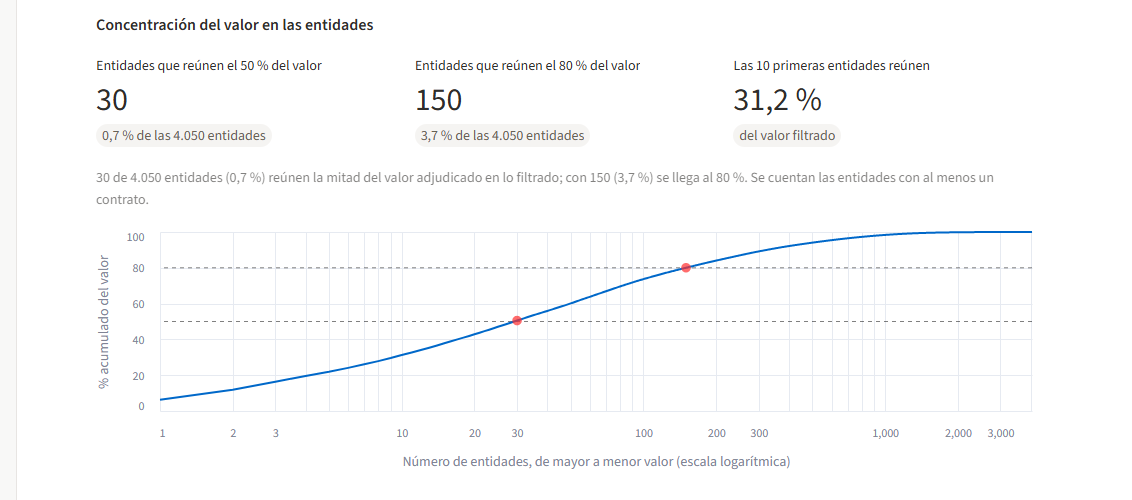 Concentración del valor en las entidades
Entidades que reúnen el 50 % del valor
Entidades que reúnen el 80 % del valor
Las 10 primeras entidades reúnen
30
150
31,2 %
0,7 % de las 4.050 entidades
3,7 % de las 4.050 entidades
del valor filtrado
30 de 4.050 entidades (0,7 %) reúnen la mitad del valor adjudicado en lo filtrado; con 150 (3,7 %) se llega al 80 %. Se cuentan las entidades con al menos un
contrato.
% acumulado del valor
100
80
60
40
20
0
1 2 3 10 20 30 100 200 300 1,000 2,000 3,000
Número de entidades, de mayor a menor valor (escala logarítmica)